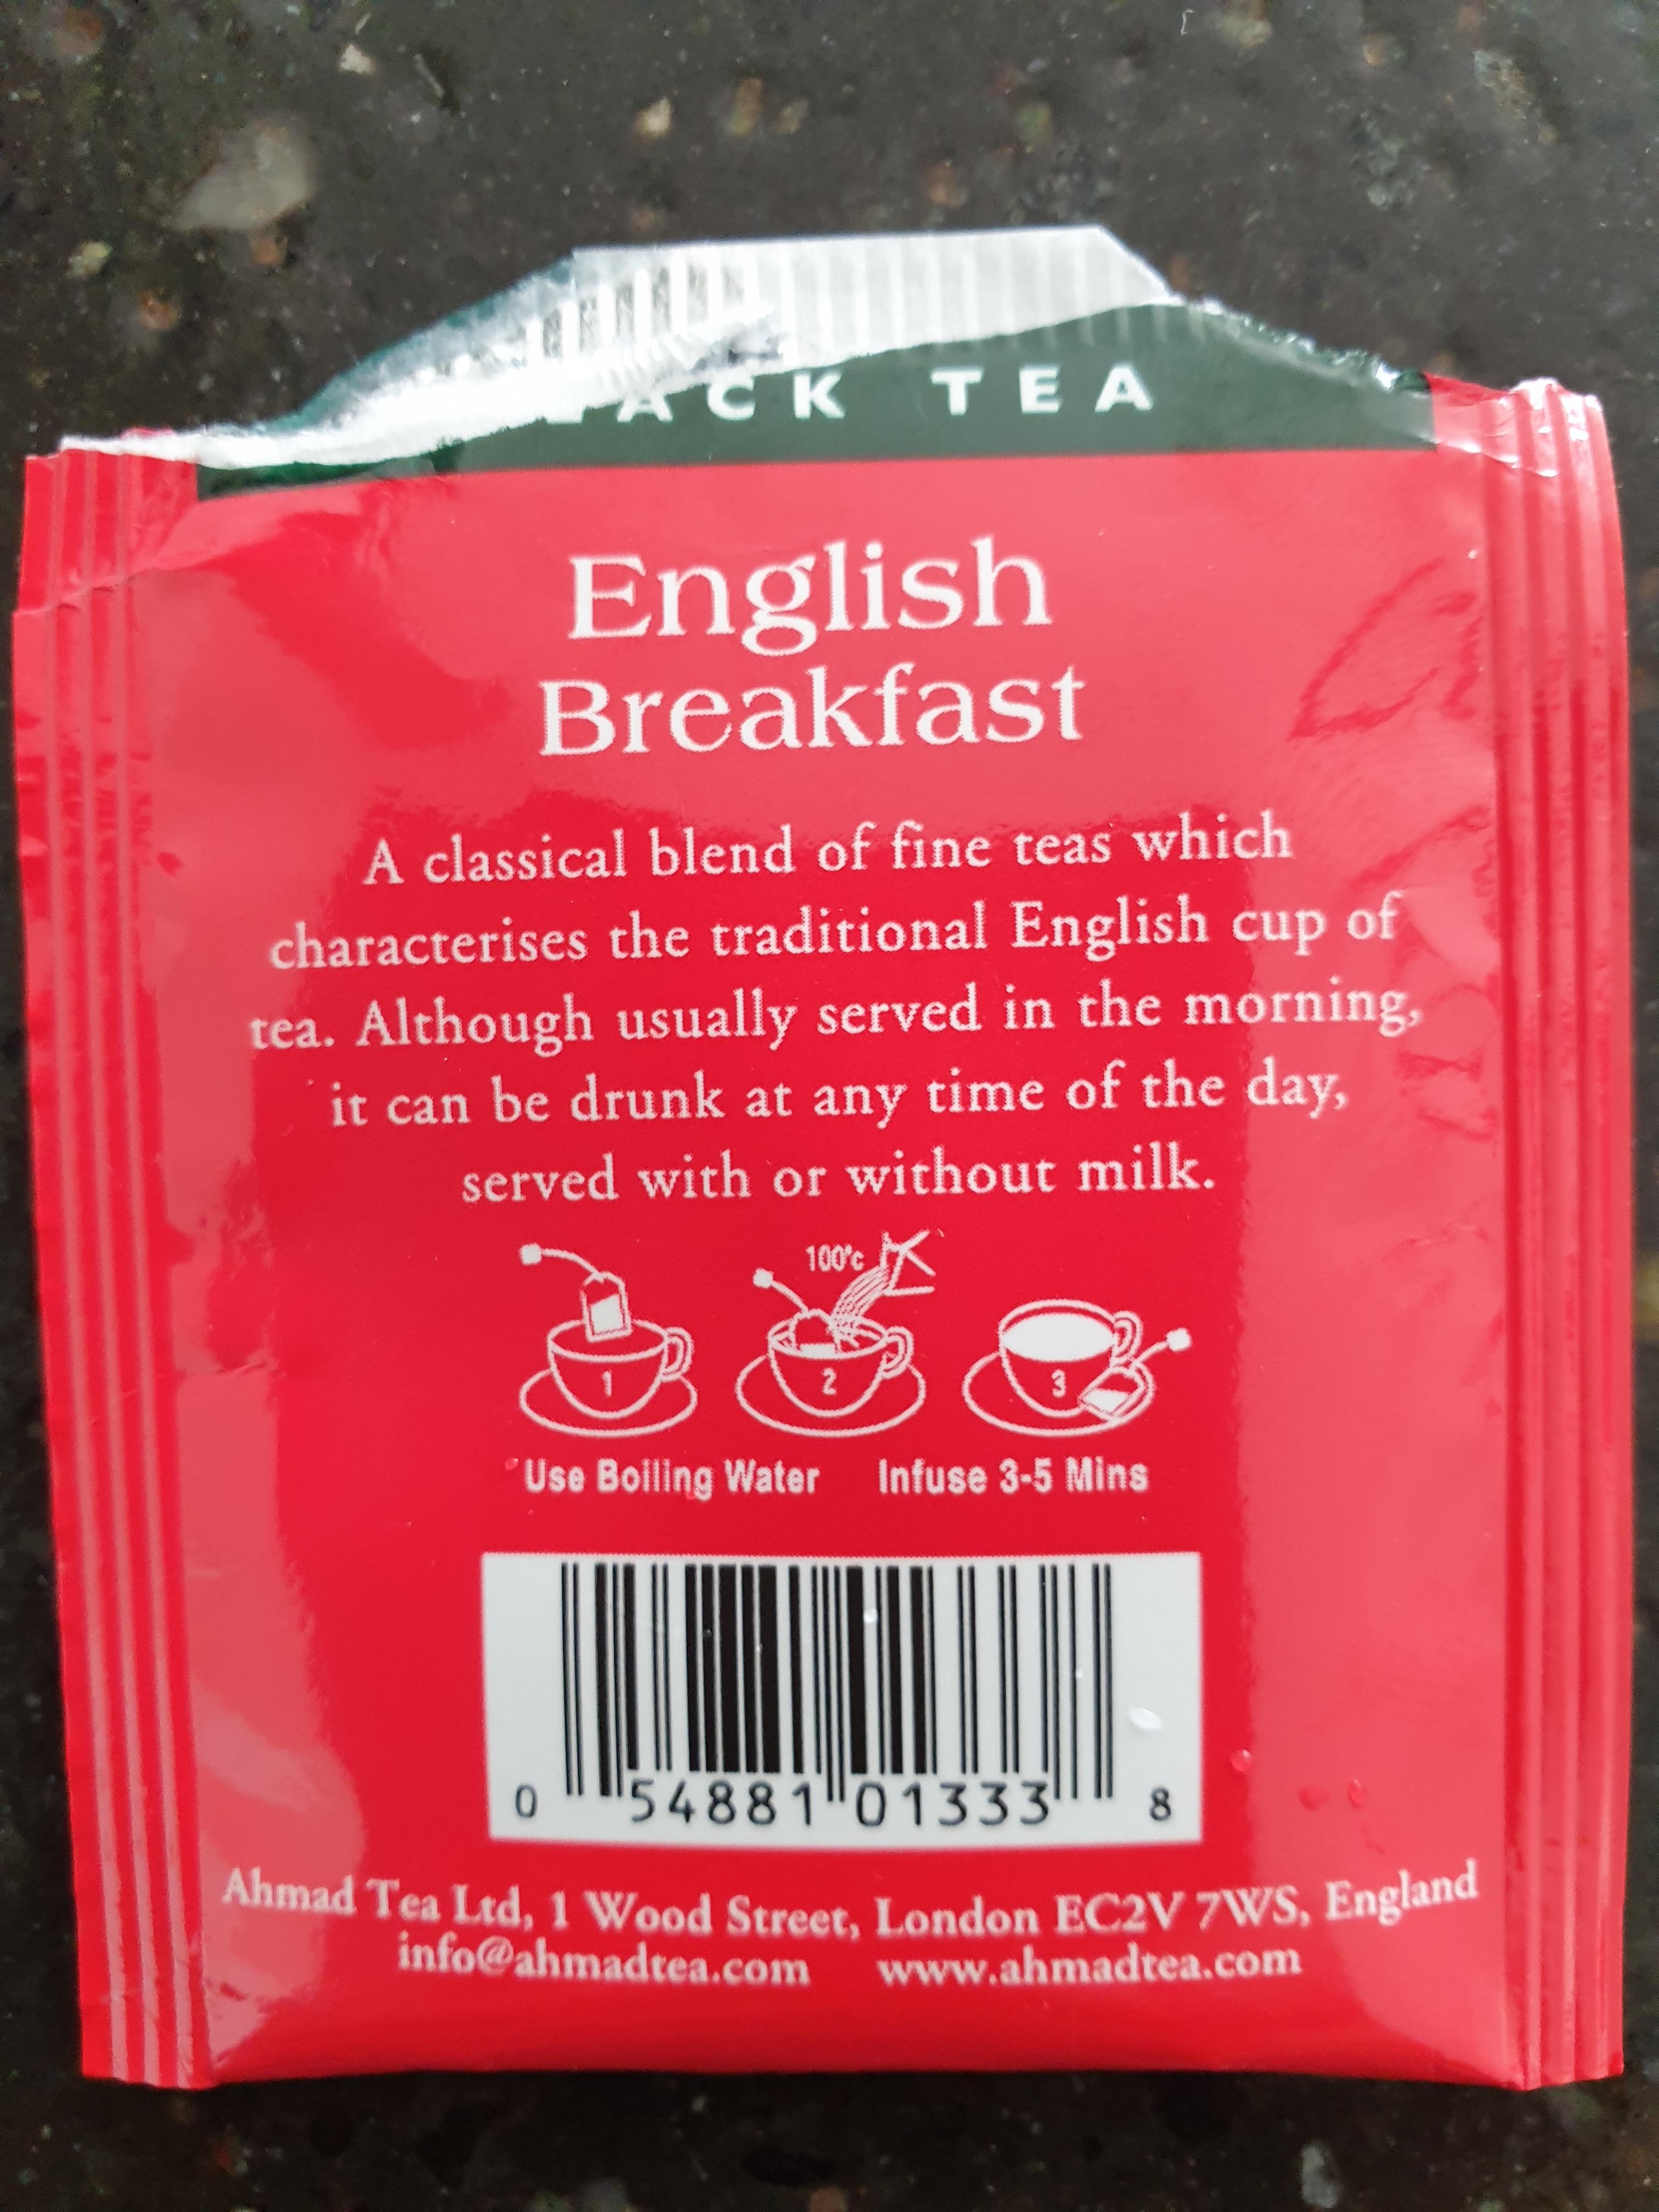 TEA
English
Breakfast
A classical blend of fine teas which
characterises the traditional English cup of
tea. Although usually served in the morning,
it can be drunk at any time of the day,
served with or without milk.
100°c
1 2 3
Use Boiling Water Infuse 3-5 Mins
0 54881 01333 8
Ahmad Tea Ltd, 1 Wood Street, London EC2V 7WS, England
info@ahmadtea.com www.ahmadtea.com